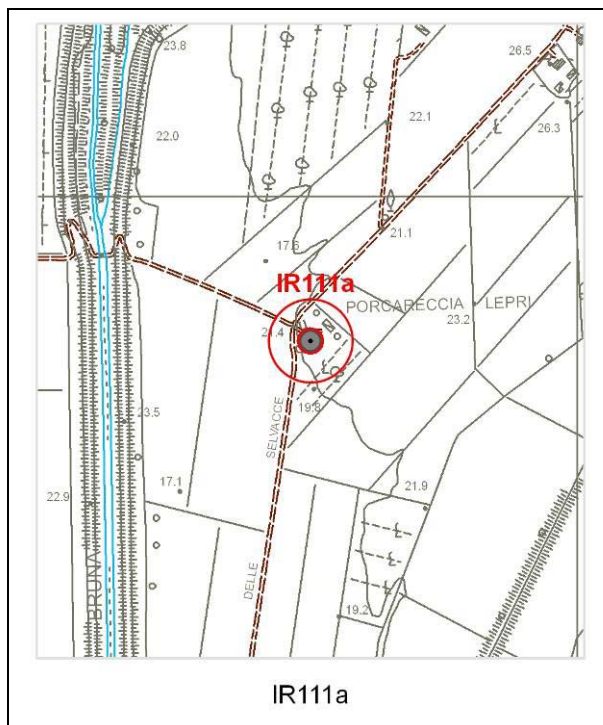 23.8
26.5
22.0
22.1
26.3
17.6
21.1
IR111a
PORCARECCIA LEPRI
21.4
23.2
19.8
SELVACCE
23.5
17.1
22.9
21.9
BRUNA
DELLE
19.2
IR111a